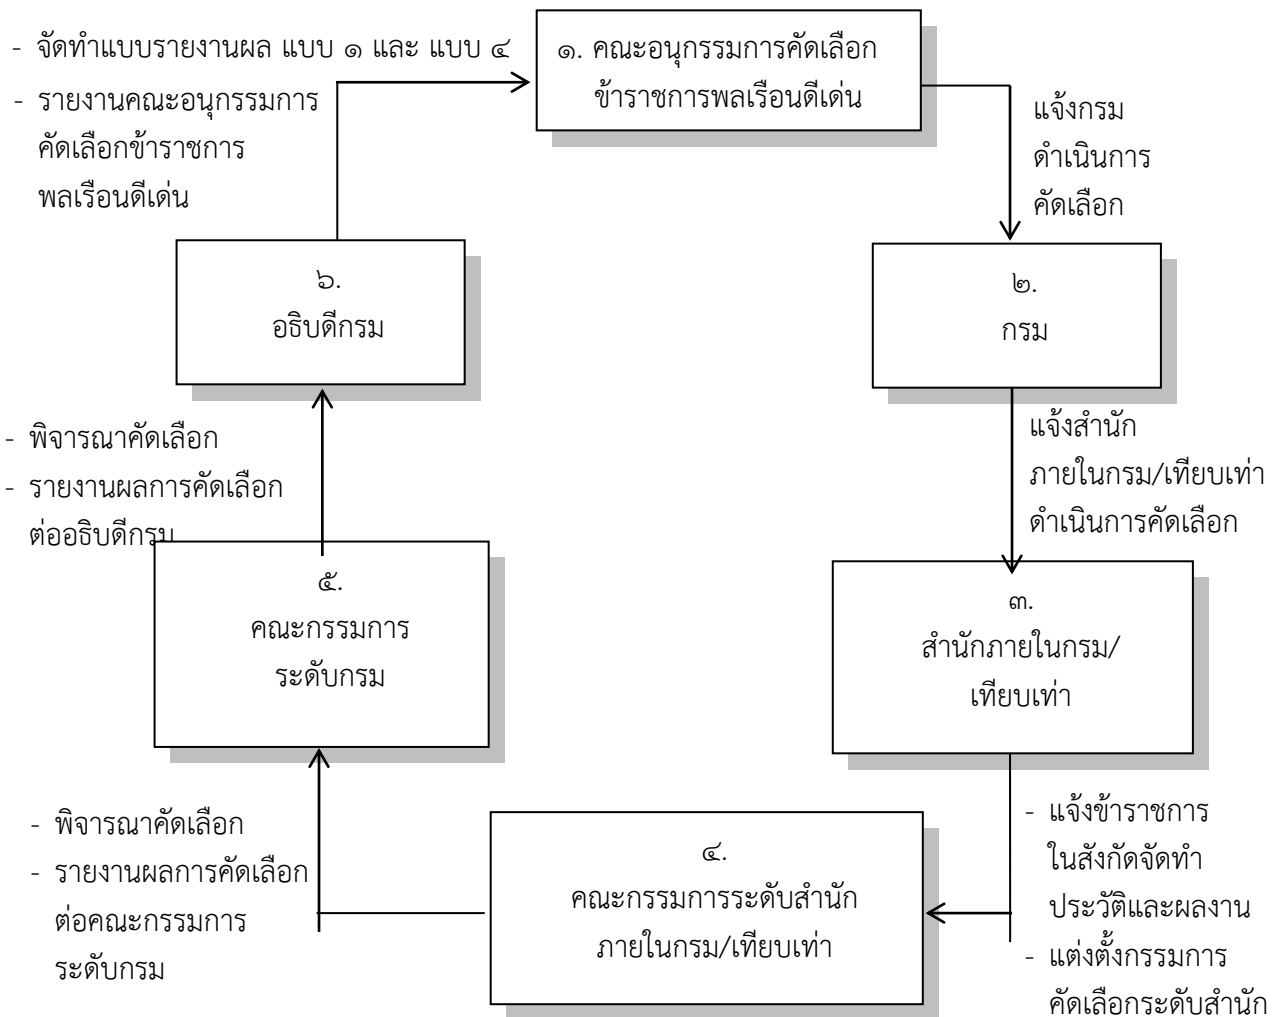 - จัดทำแบบรายงานผล แบบ ๑ และ แบบ ๔
- รายงานคณะอนุกรรมการ
คัดเลือกข้าราชการ
พลเรือนดีเด่น
๑. คณะอนุกรรมการคัดเลือก
ข้าราชการพลเรือนดีเด่น
แจ้งกรม
ดำเนินการ
คัดเลือก
๒.
กรม
แจ้งสำนัก
ภายในกรม/เทียบเท่า
ดำเนินการคัดเลือก
๓.
สำนักภายในกรม/
เทียบเท่า
- แจ้งข้าราชการ
ในสังกัดจัดทำ
ประวัติและผลงาน
- แต่งตั้งกรรมการ
คัดเลือกระดับสำนัก
๔.
คณะกรรมการระดับสำนัก
ภายในกรม/เทียบเท่า
- พิจารณาคัดเลือก
- รายงานผลการคัดเลือก
ต่อคณะกรรมการ
ระดับกรม
๕.
คณะกรรมการ
ระดับกรม
- พิจารณาคัดเลือก
- รายงานผลการคัดเลือก
ต่ออธิบดีกรม
๖.
อธิบดีกรม